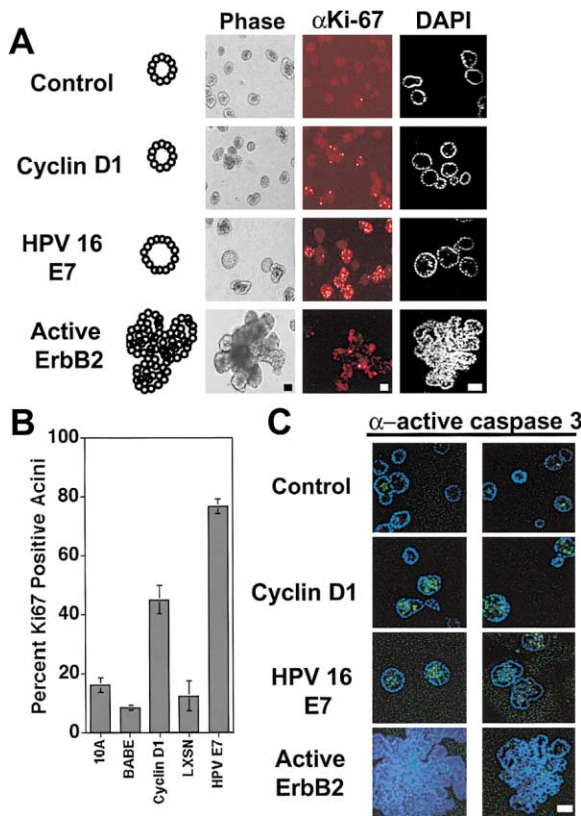 A
Phase
αKi-67
DAPI
Control
Cyclin D1
HPV 16
E7
Active
ErbB2
B
Percent Ki67 Positive Acini
100
80
60
40
20
0
10A
BABE
Cyclin D1
LXSN
HPV E7
C
α–active caspase 3
Control
Cyclin D1
HPV 16
E7
Active
ErbB2